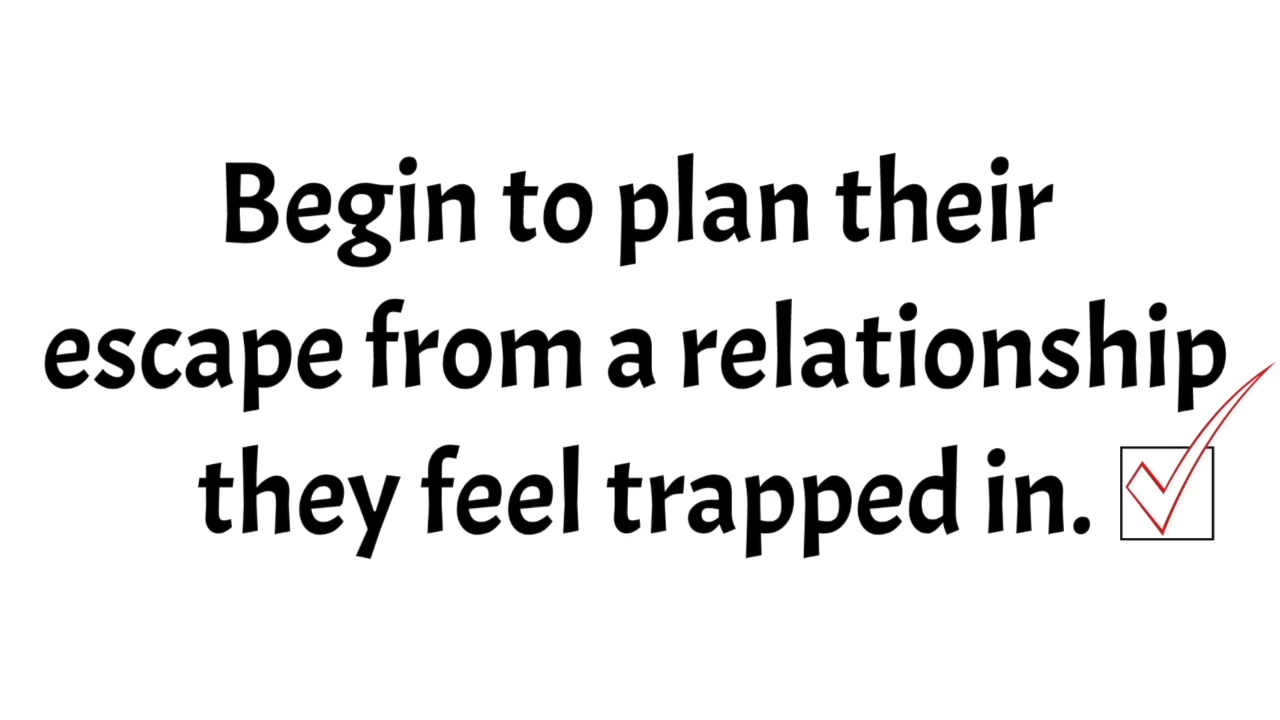 Begin to plan their
escape from a relationship
they feel trapped in.